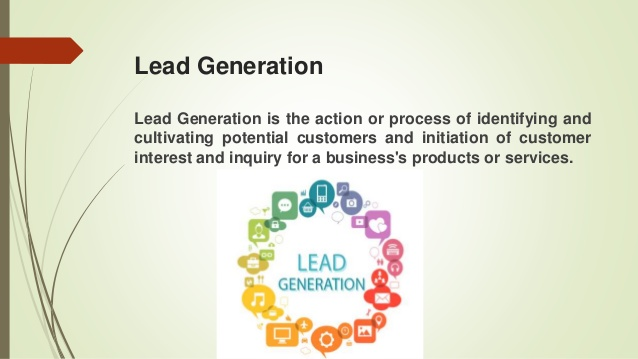 Lead Generation
Lead Generation is the action or process of identifying and
cultivating potential customers and initiation of customer
interest and inquiry for a business's products or services.
LEAD
GENERATION